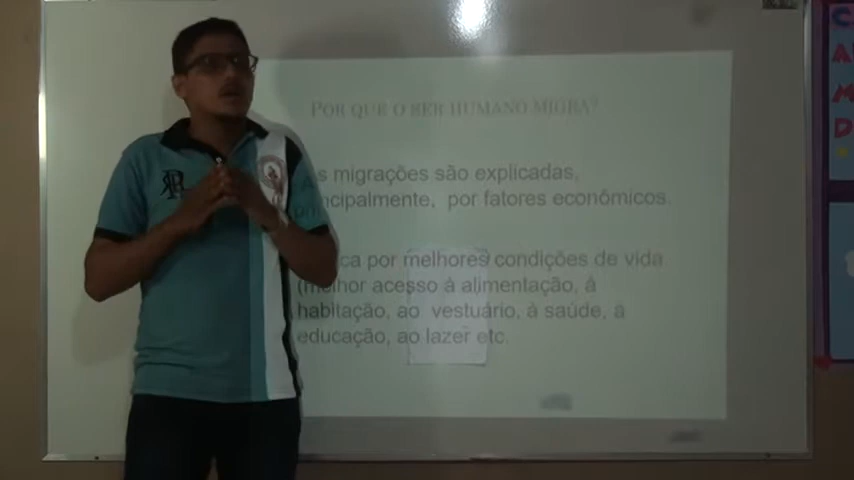 POR QUE O SER HUMANO MIGRA?
s migrações são explicadas,
ncipalmente, por fatores econômicos.
ca por melhores condições de vida
(melhor acesso à alimentação, à
habitação, ao vestuário, à saúde, a
educação, ao lazer etc.